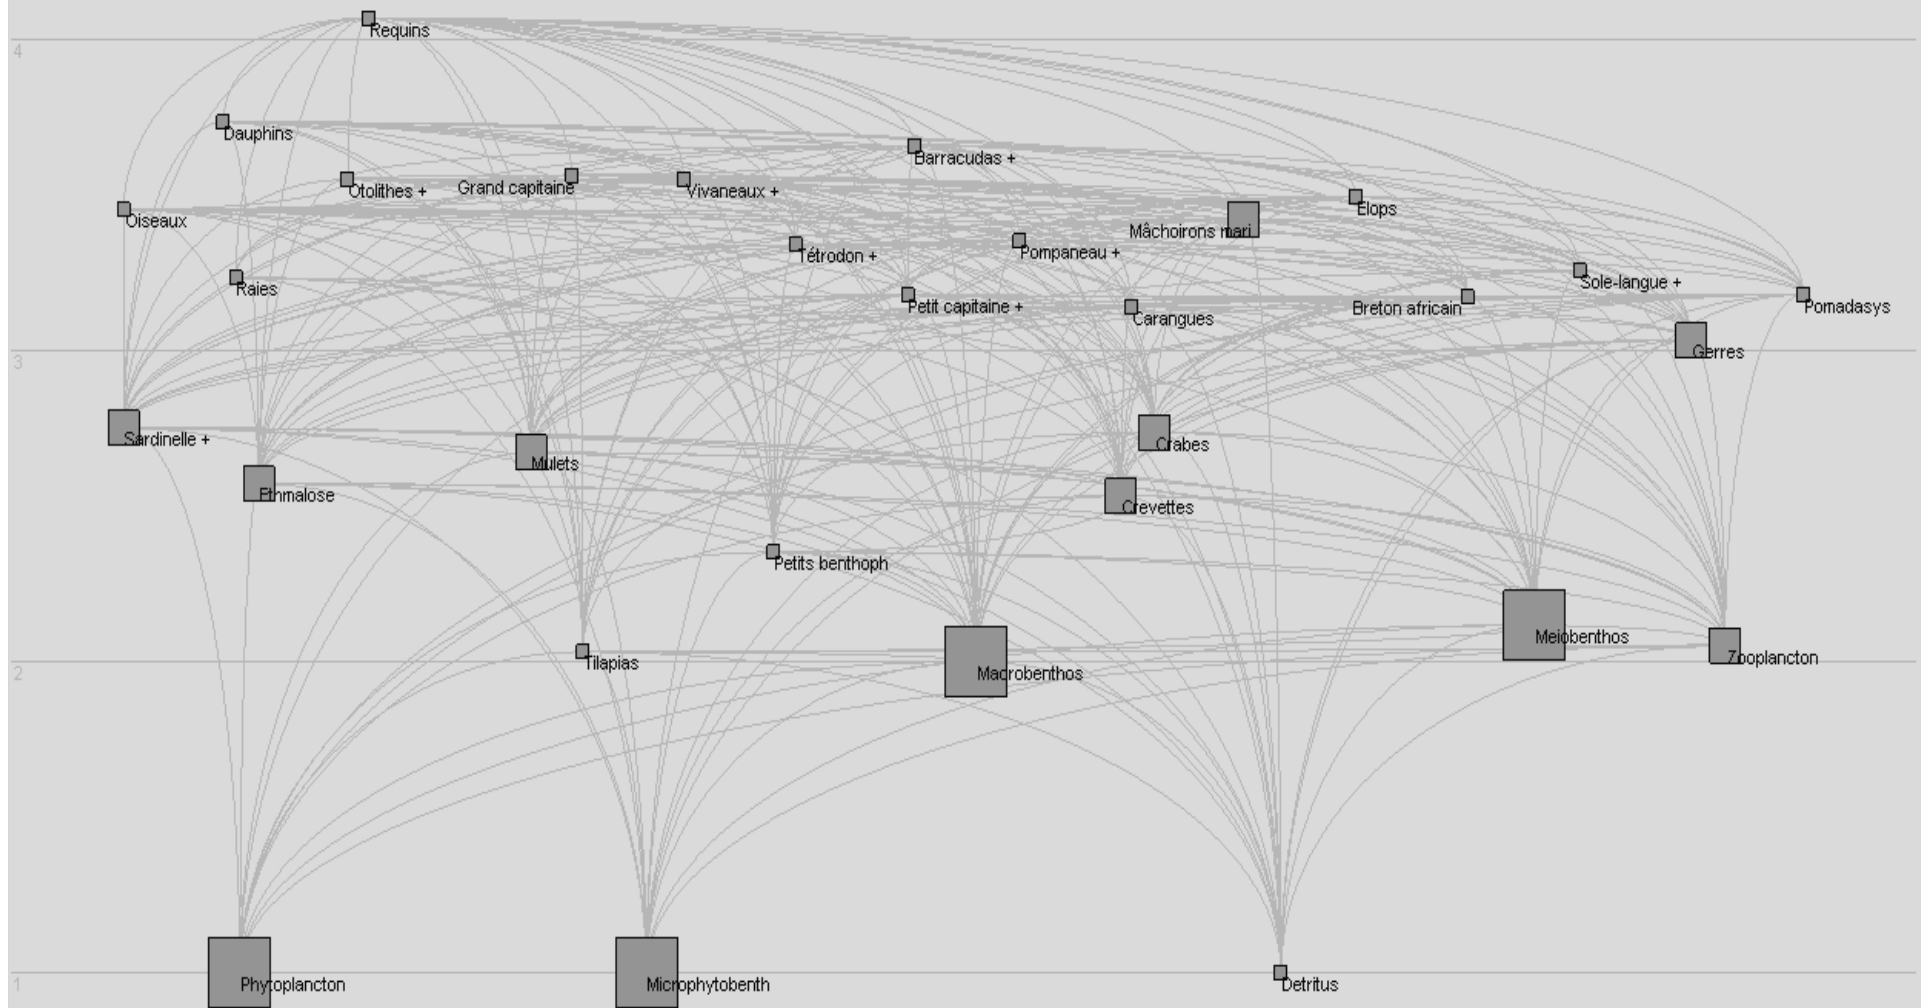 Requins
4
Dauphins
Barracudas +
Otolithes +
Grand capitaine
Vivaneaux +
Elops
Oiseaux
Mâchoirons mari
Tétrodon +
Pompaneau +
Sole-langue +
Raies
Petit capitaine +
Carangues
Breton africain
Pomadasys
3
Gerres
Sardinelle +
Crabes
Mulets
Ethmalose
Crevettes
Petits benthoph
Meiobenthos
Zooplancton
Tilapias
2
Macrobenthos
1
Phytoplancton
Microphytobenth
Detritus